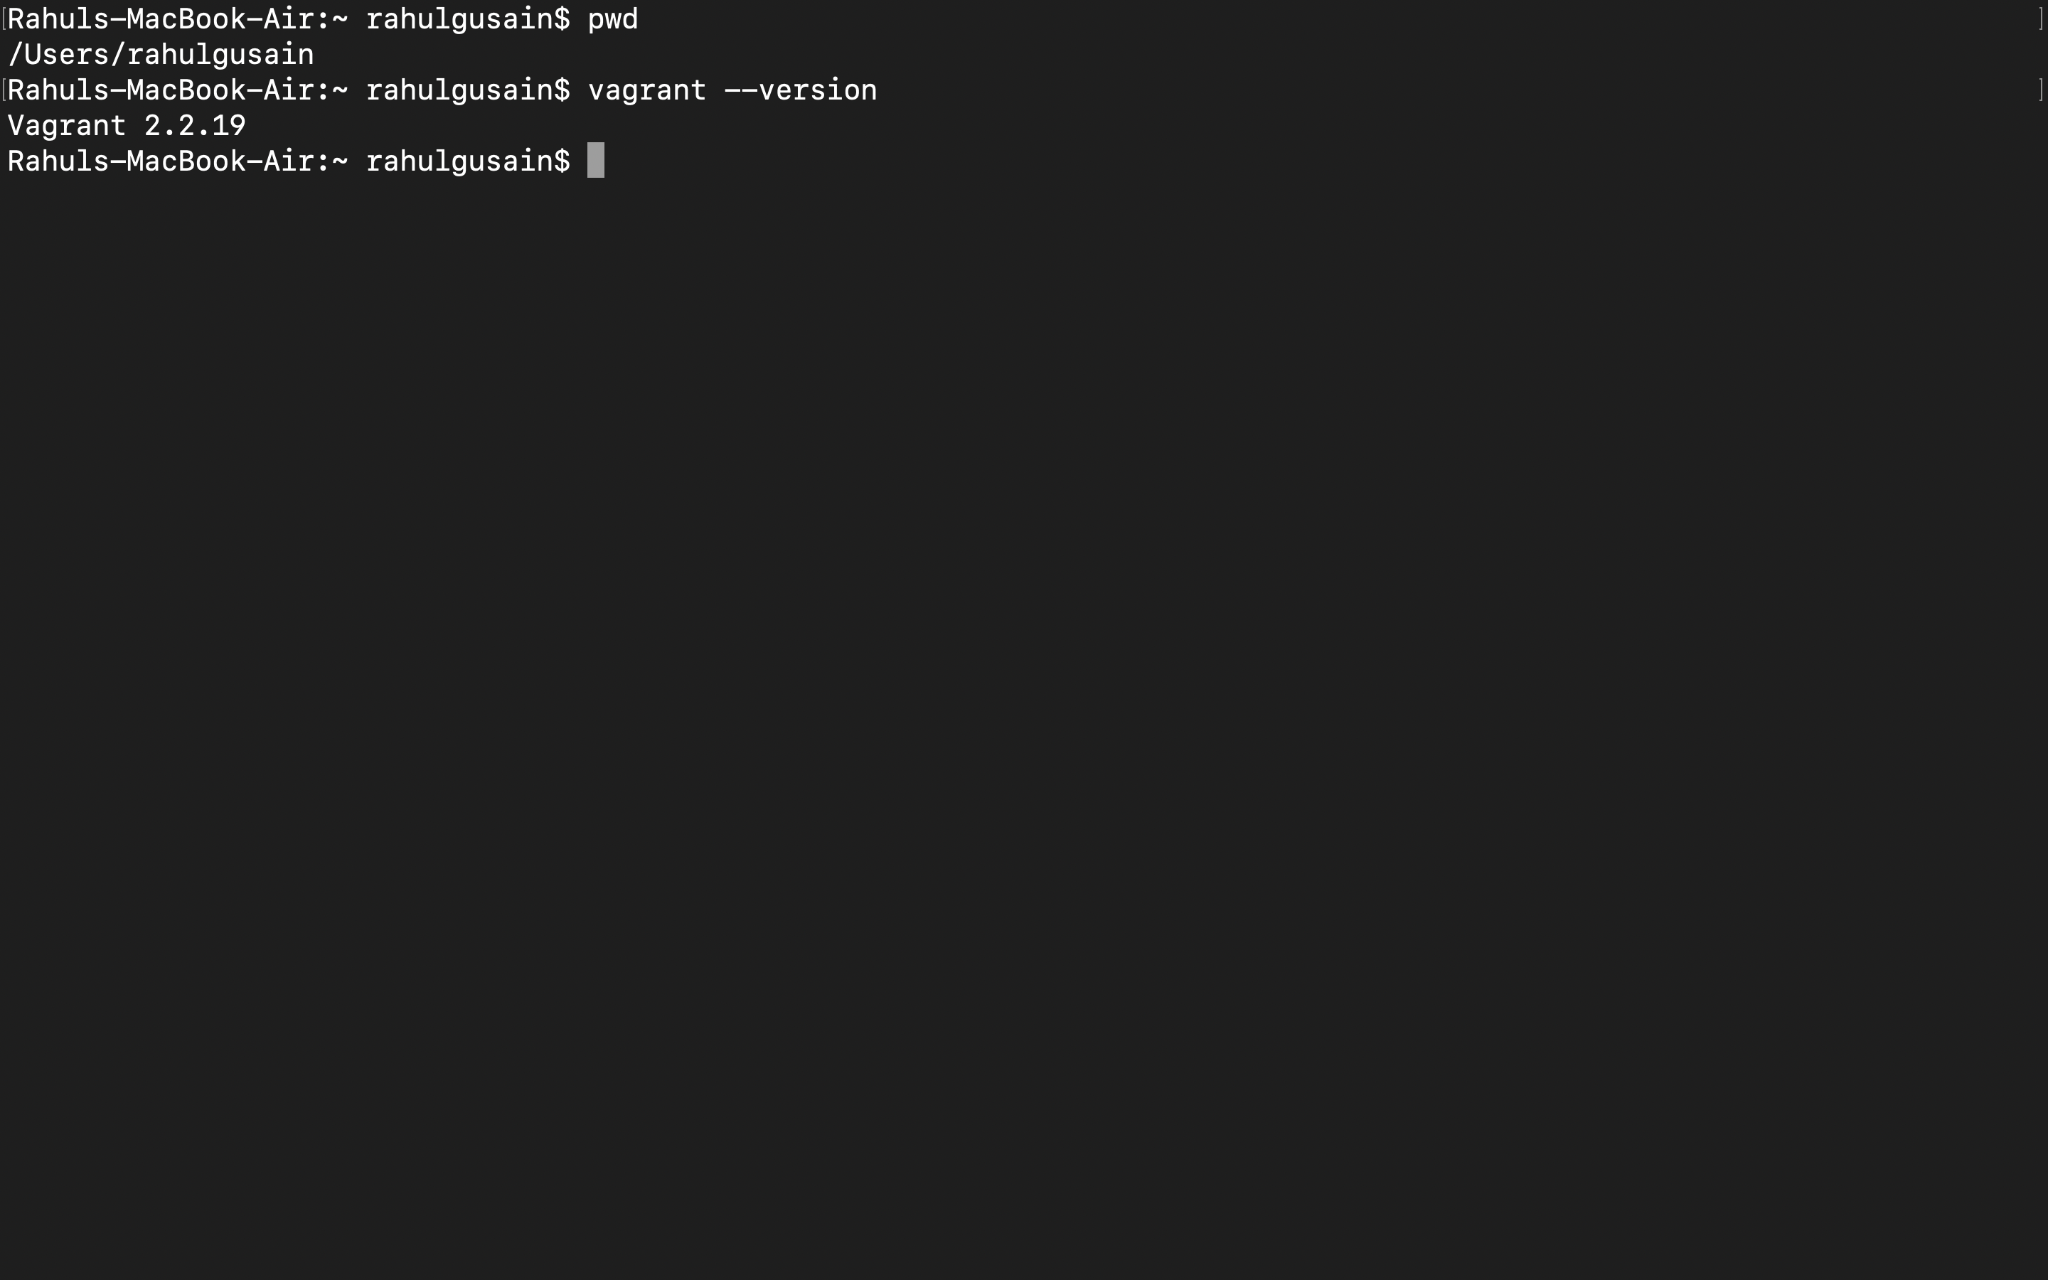 [Rahuls-MacBook-Air:~ rahulgusain$ pwd ]
/Users/rahulgusain
[Rahuls-MacBook-Air:~ rahulgusain$ vagrant --version ]
Vagrant 2.2.19
Rahuls-MacBook-Air:~ rahulgusain$